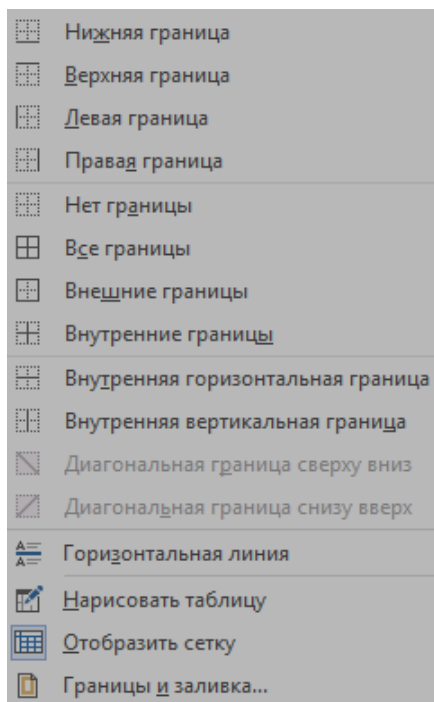 Нижняя граница
Верхняя граница
Левая граница
Правая граница
Нет границы
Все границы
Внешние границы
Внутренние границы
Внутренняя горизонтальная граница
Внутренняя вертикальная граница
Диагональная граница сверху вниз
Диагональная граница снизу вверх
Горизонтальная линия
Нарисовать таблицу
Отобразить сетку
Границы и заливка...